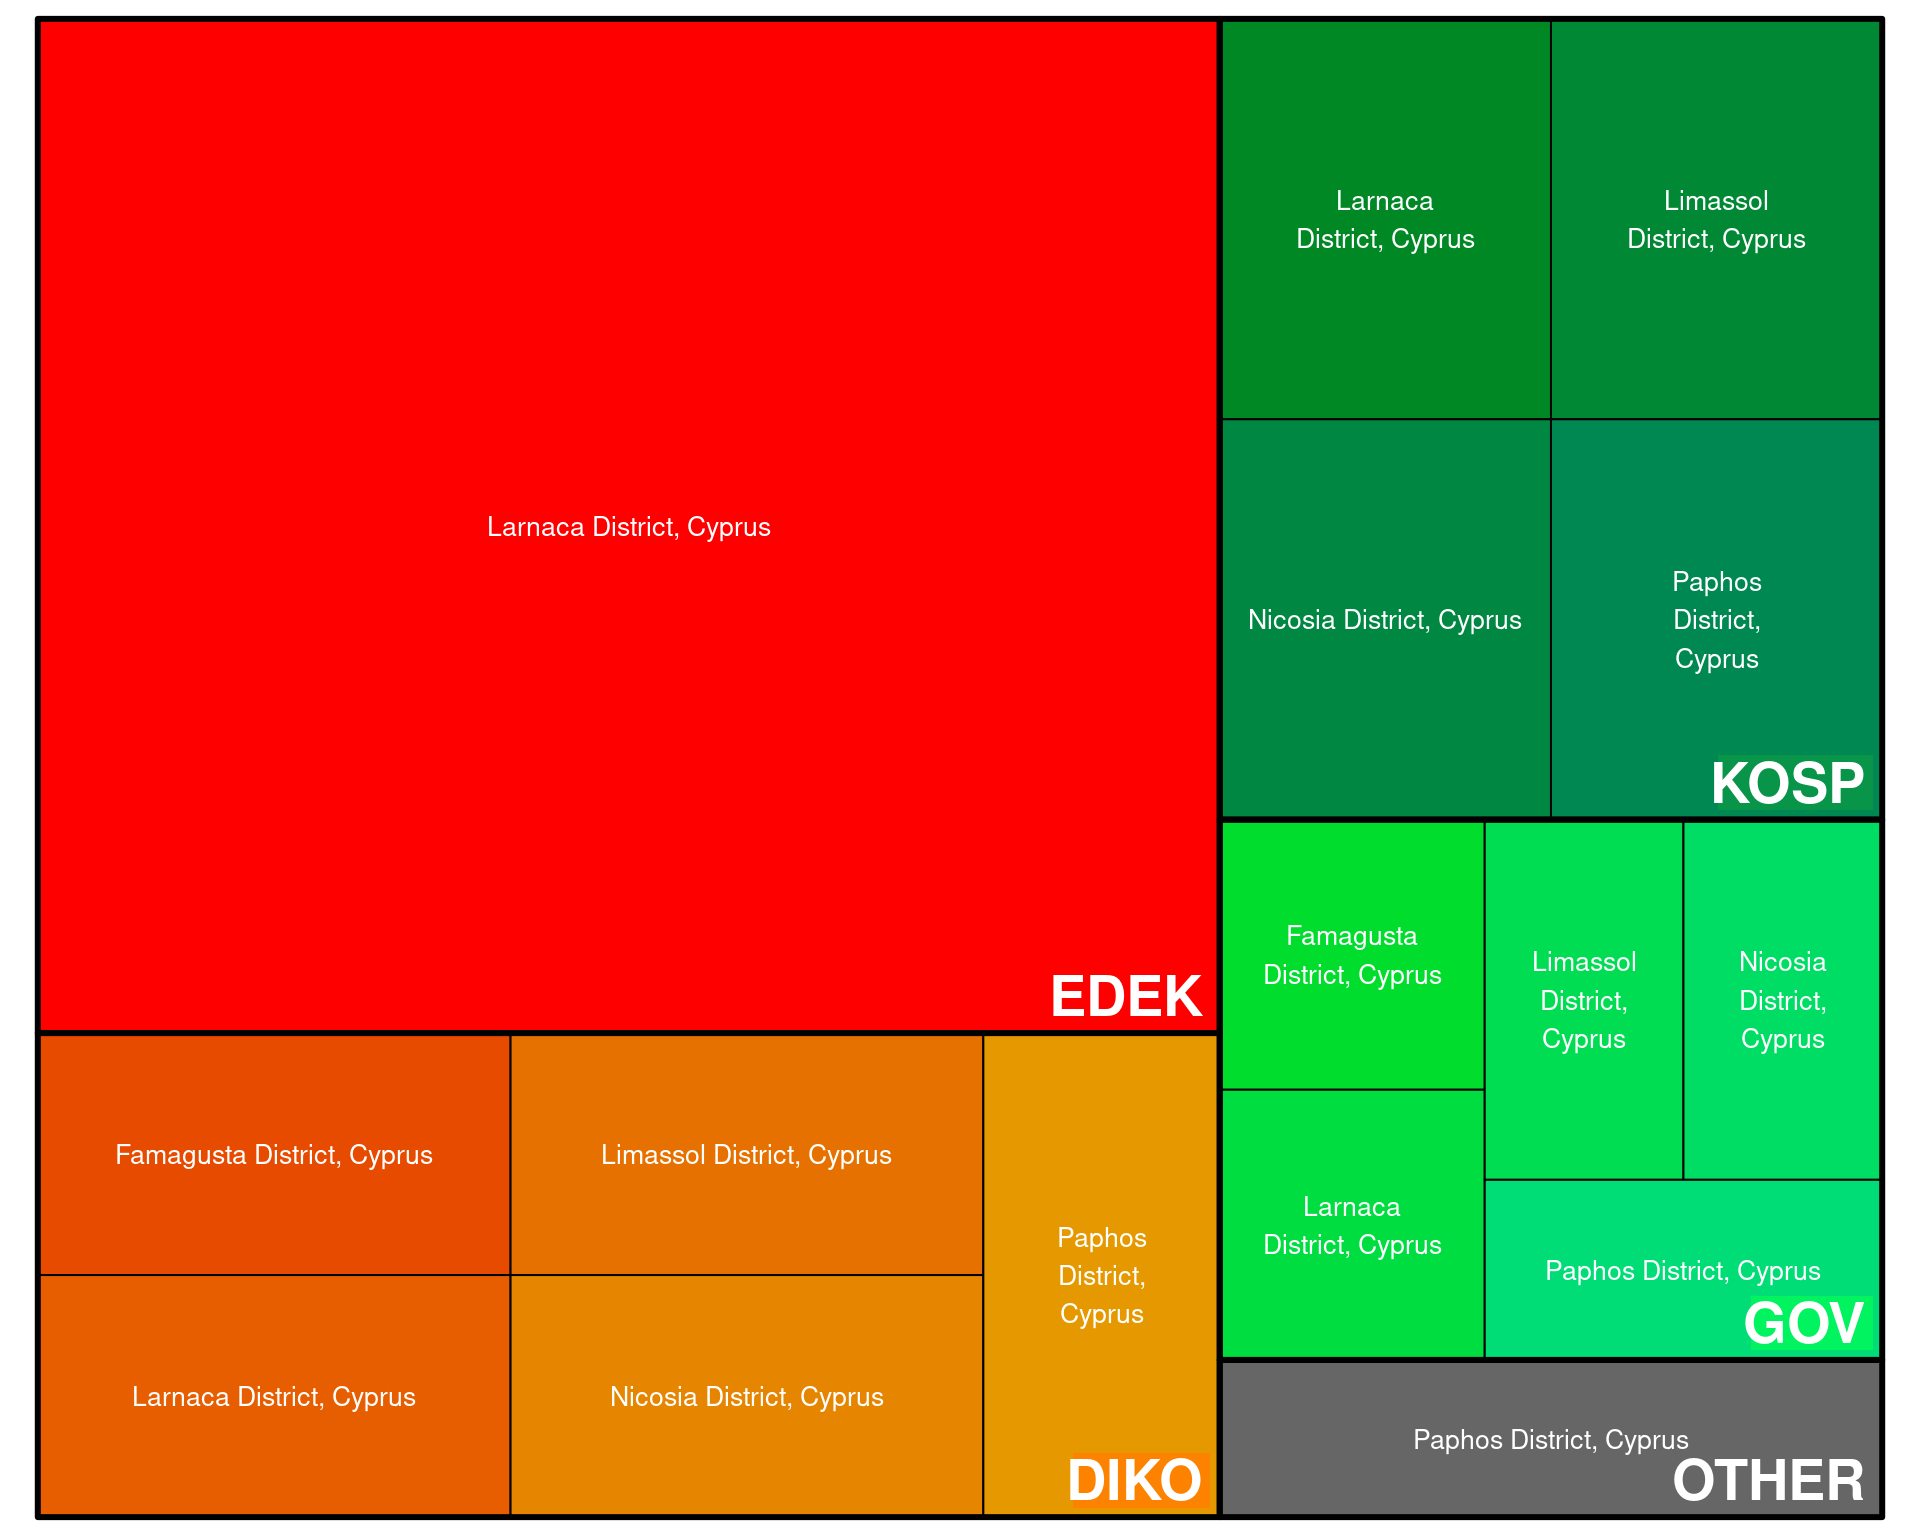 Larnaca District, Cyprus
EDEK
Famagusta District, Cyprus
Limassol District, Cyprus
Larnaca District, Cyprus
Nicosia District, Cyprus
Paphos
District,
Cyprus
DIKO
Larnaca
District, Cyprus
Limassol
District, Cyprus
Nicosia District, Cyprus
Paphos
District,
Cyprus
KOSP
Famagusta
District, Cyprus
Larnaca
District, Cyprus
Limassol
District,
Cyprus
Nicosia
District,
Cyprus
Paphos District, Cyprus
GOV
Paphos District, Cyprus
OTHER